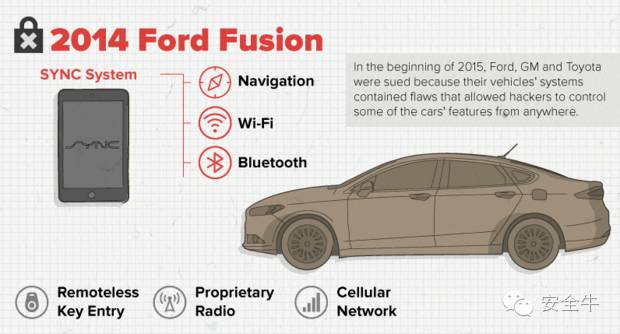 2014 Ford Fusion
SYNC System
Navigation
Wi-Fi
Bluetooth
SYNC
In the beginning of 2015, Ford, GM and Toyota
were sued because their vehicles' systems
contained flaws that allowed hackers to control
some of the cars' features from anywhere.
Remoteless
Key Entry
Proprietary
Radio
Cellular
Network
安全牛